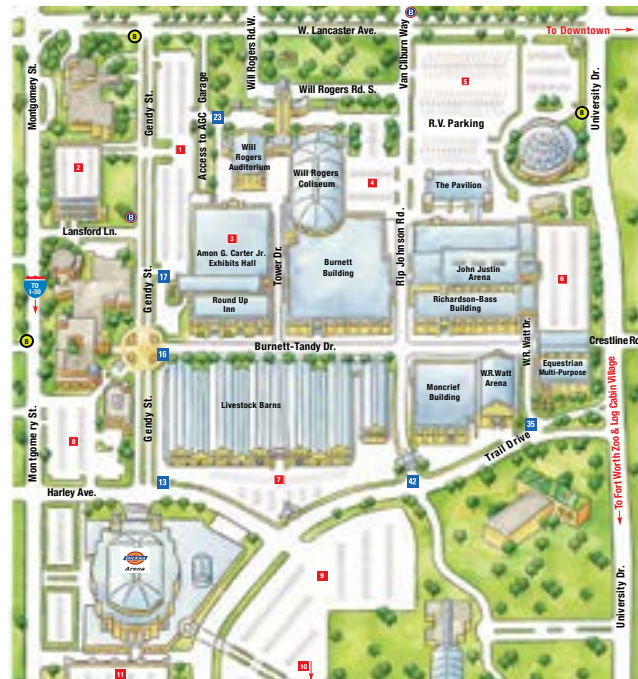 W. Lancaster Ave.
To Downtown
B
B
Montgomery St.
Gendy St.
Access to AGC Garage
Will Rogers Rd. W.
Van Cliburn Way
University Dr.
Will Rogers Rd. S.
5
R.V. Parking
B
23
1
2
Will
Rogers
Auditorium
Will Rogers
Coliseum
4
The Pavilion
B
Lansford Ln.
3
Amon G. Carter Jr.
Exhibits Hall
Tower Dr.
Burnett
Building
Rip Johnson Rd.
John Justin
Arena
6
17
TO
I-30
Gendy St.
Round Up
Inn
Richardson-Bass
Building
W.R. Watt Dr.
B
16
Burnett-Tandy Dr.
Crestline Rd
Livestock Barns
Moncrief
Building
W.R. Watt
Arena
Equestrian
Multi-Purpose
To Fort Worth Zoo & Log Cabin Village
Gendy St.
Montgomery St.
8
35
Trail Drive
7
13
42
Harley Ave.
Dickies
Arena
9
University Dr.
10
11